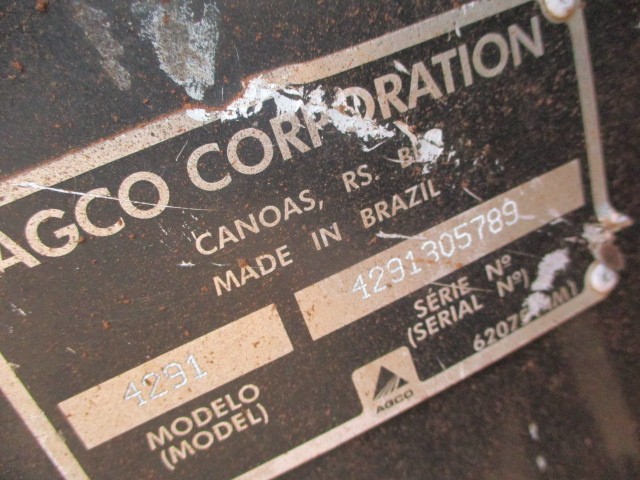 AGCO CORPORATION
CANOAS, RS.
MADE IN BRAZIL
4291305789
SÉRIE Nº
(SERIAL Nº)
4291
MODELO
(MODEL)
AGCO